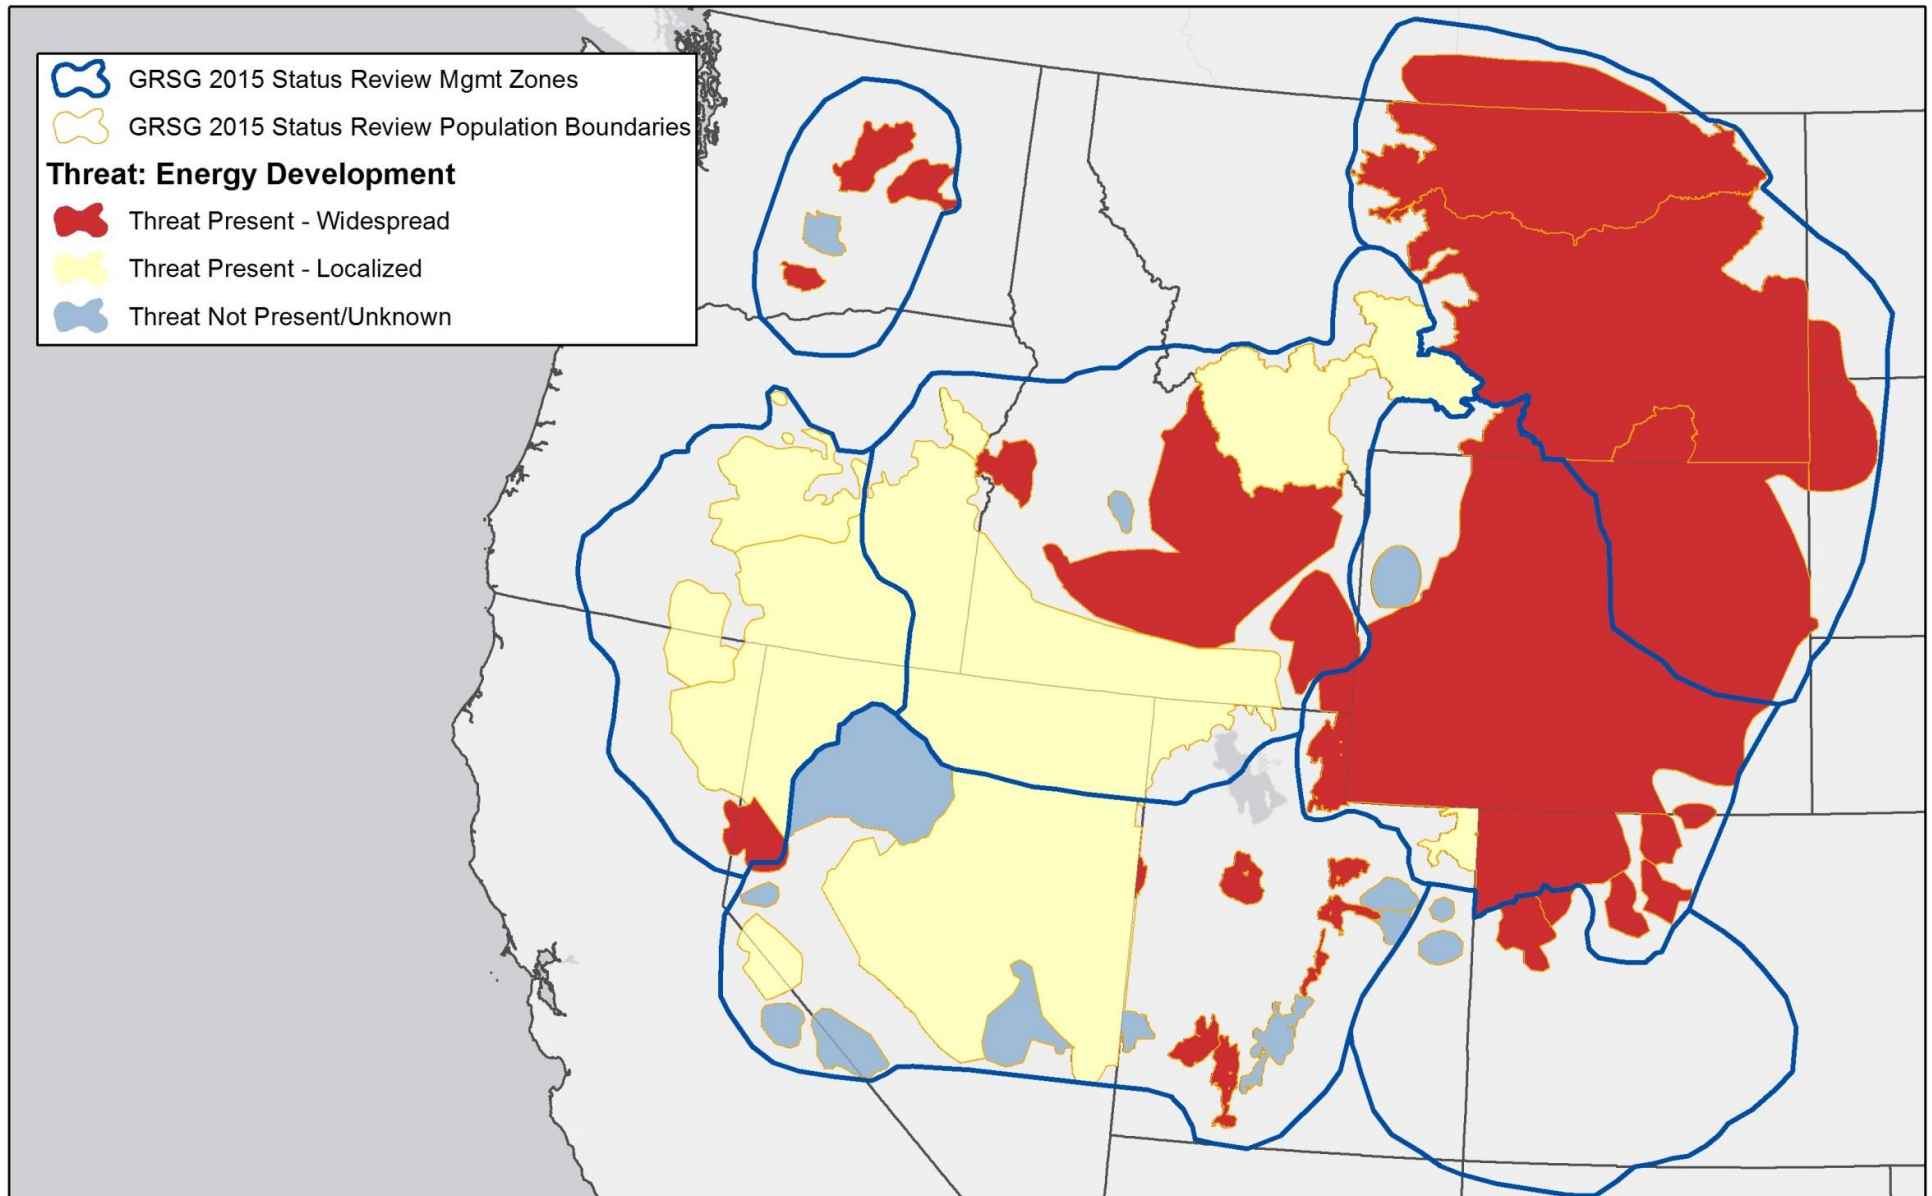 GRSG 2015 Status Review Mgmt Zones
GRSG 2015 Status Review Population Boundaries
Threat: Energy Development
Threat Present - Widespread
Threat Present - Localized
Threat Not Present/Unknown